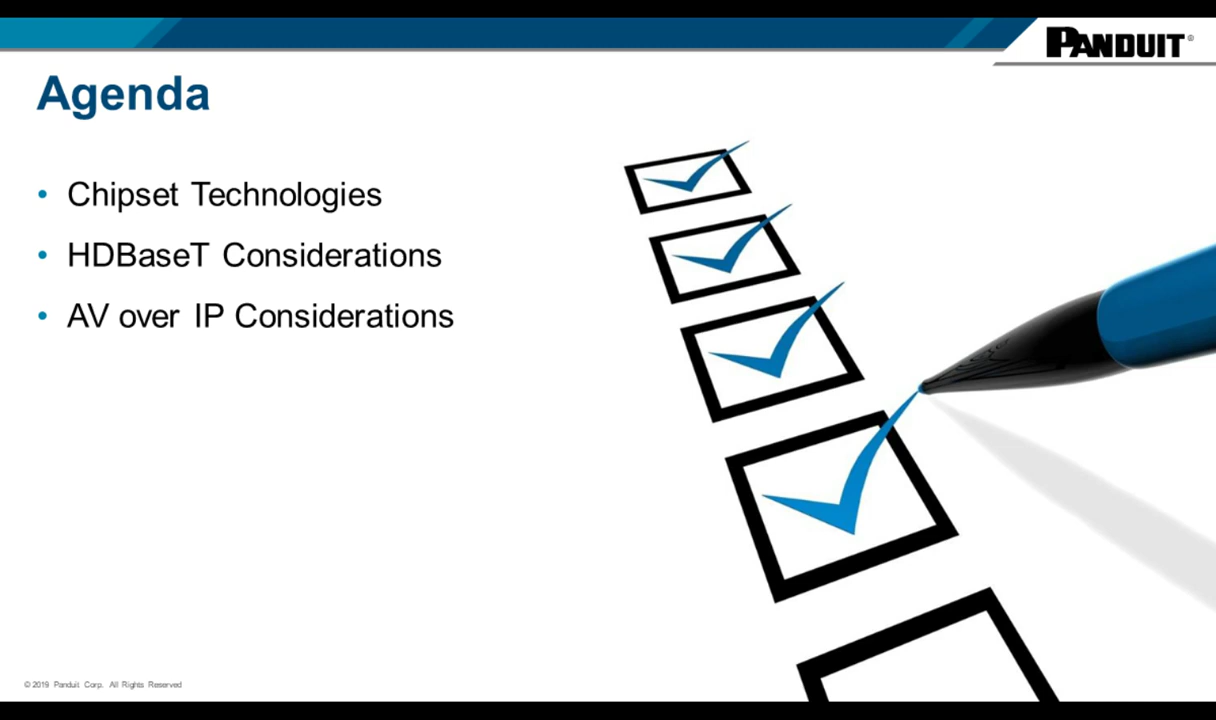 PANDUIT®
Agenda
• Chipset Technologies
• HDBaseT Considerations
• AV over IP Considerations
© 2019 Panduit Corp. All Rights Reserved